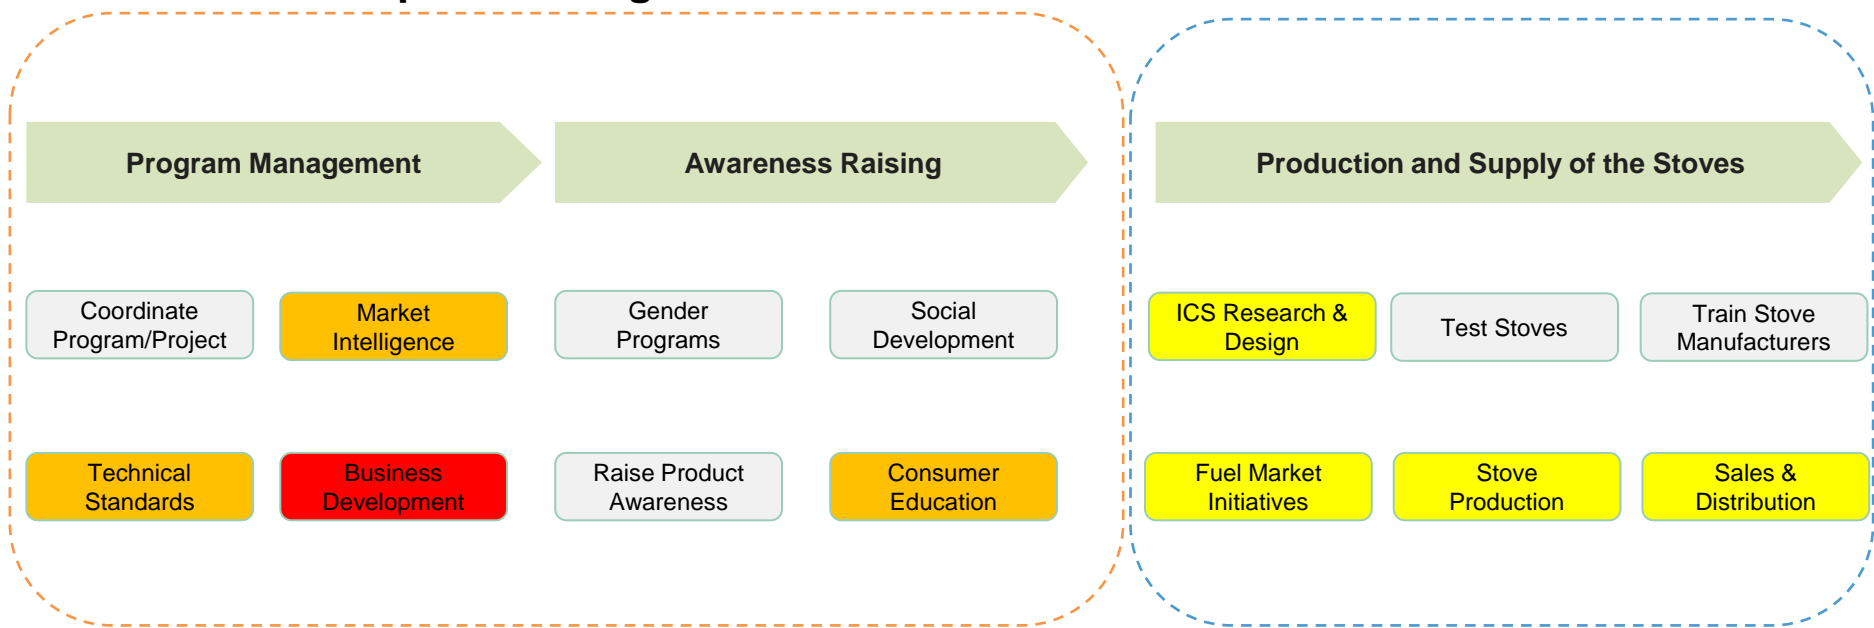 Program Management
Awareness Raising
Production and Supply of the Stoves
Coordinate
Program/Project
Market
Intelligence
Gender
Programs
Social
Development
ICS Research &
Design
Test Stoves
Train Stove
Manufacturers
Technical
Standards
Business
Development
Raise Product
Awareness
Consumer
Education
Fuel Market
Initiatives
Stove
Production
Sales &
Distribution